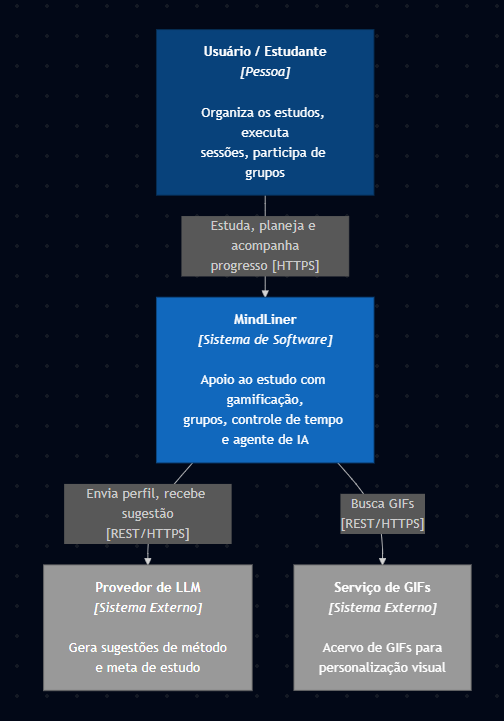 Usuário / Estudante
[Pessoa]
Organiza os estudos,
executa
sessões, participa de
grupos
Estuda, planeja e
acompanha
progresso [HTTPS]
MindLiner
[Sistema de Software]
Apoio ao estudo com
gamificação,
grupos, controle de tempo
e agente de IA
Envia perfil, recebe
sugestão
[REST/HTTPS]
Busca GIFs
[REST/HTTPS]
Provedor de LLM
[Sistema Externo]
Gera sugestões de método
e meta de estudo
Serviço de GIFs
[Sistema Externo]
Acervo de GIFs para
personalização visual